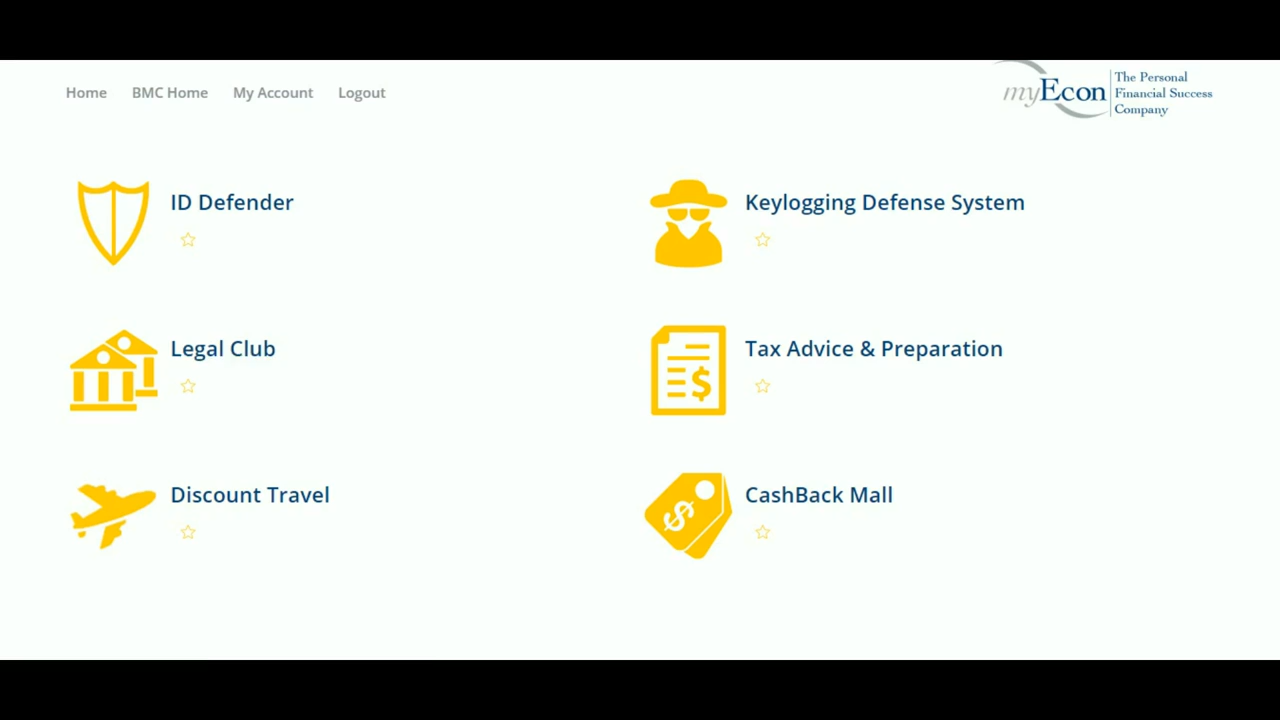 Home BMC Home My Account Logout
myEcon
The Personal
Financial Success
Company
ID Defender
Keylogging Defense System
Legal Club
Tax Advice & Preparation
$
Discount Travel
CashBack Mall
$